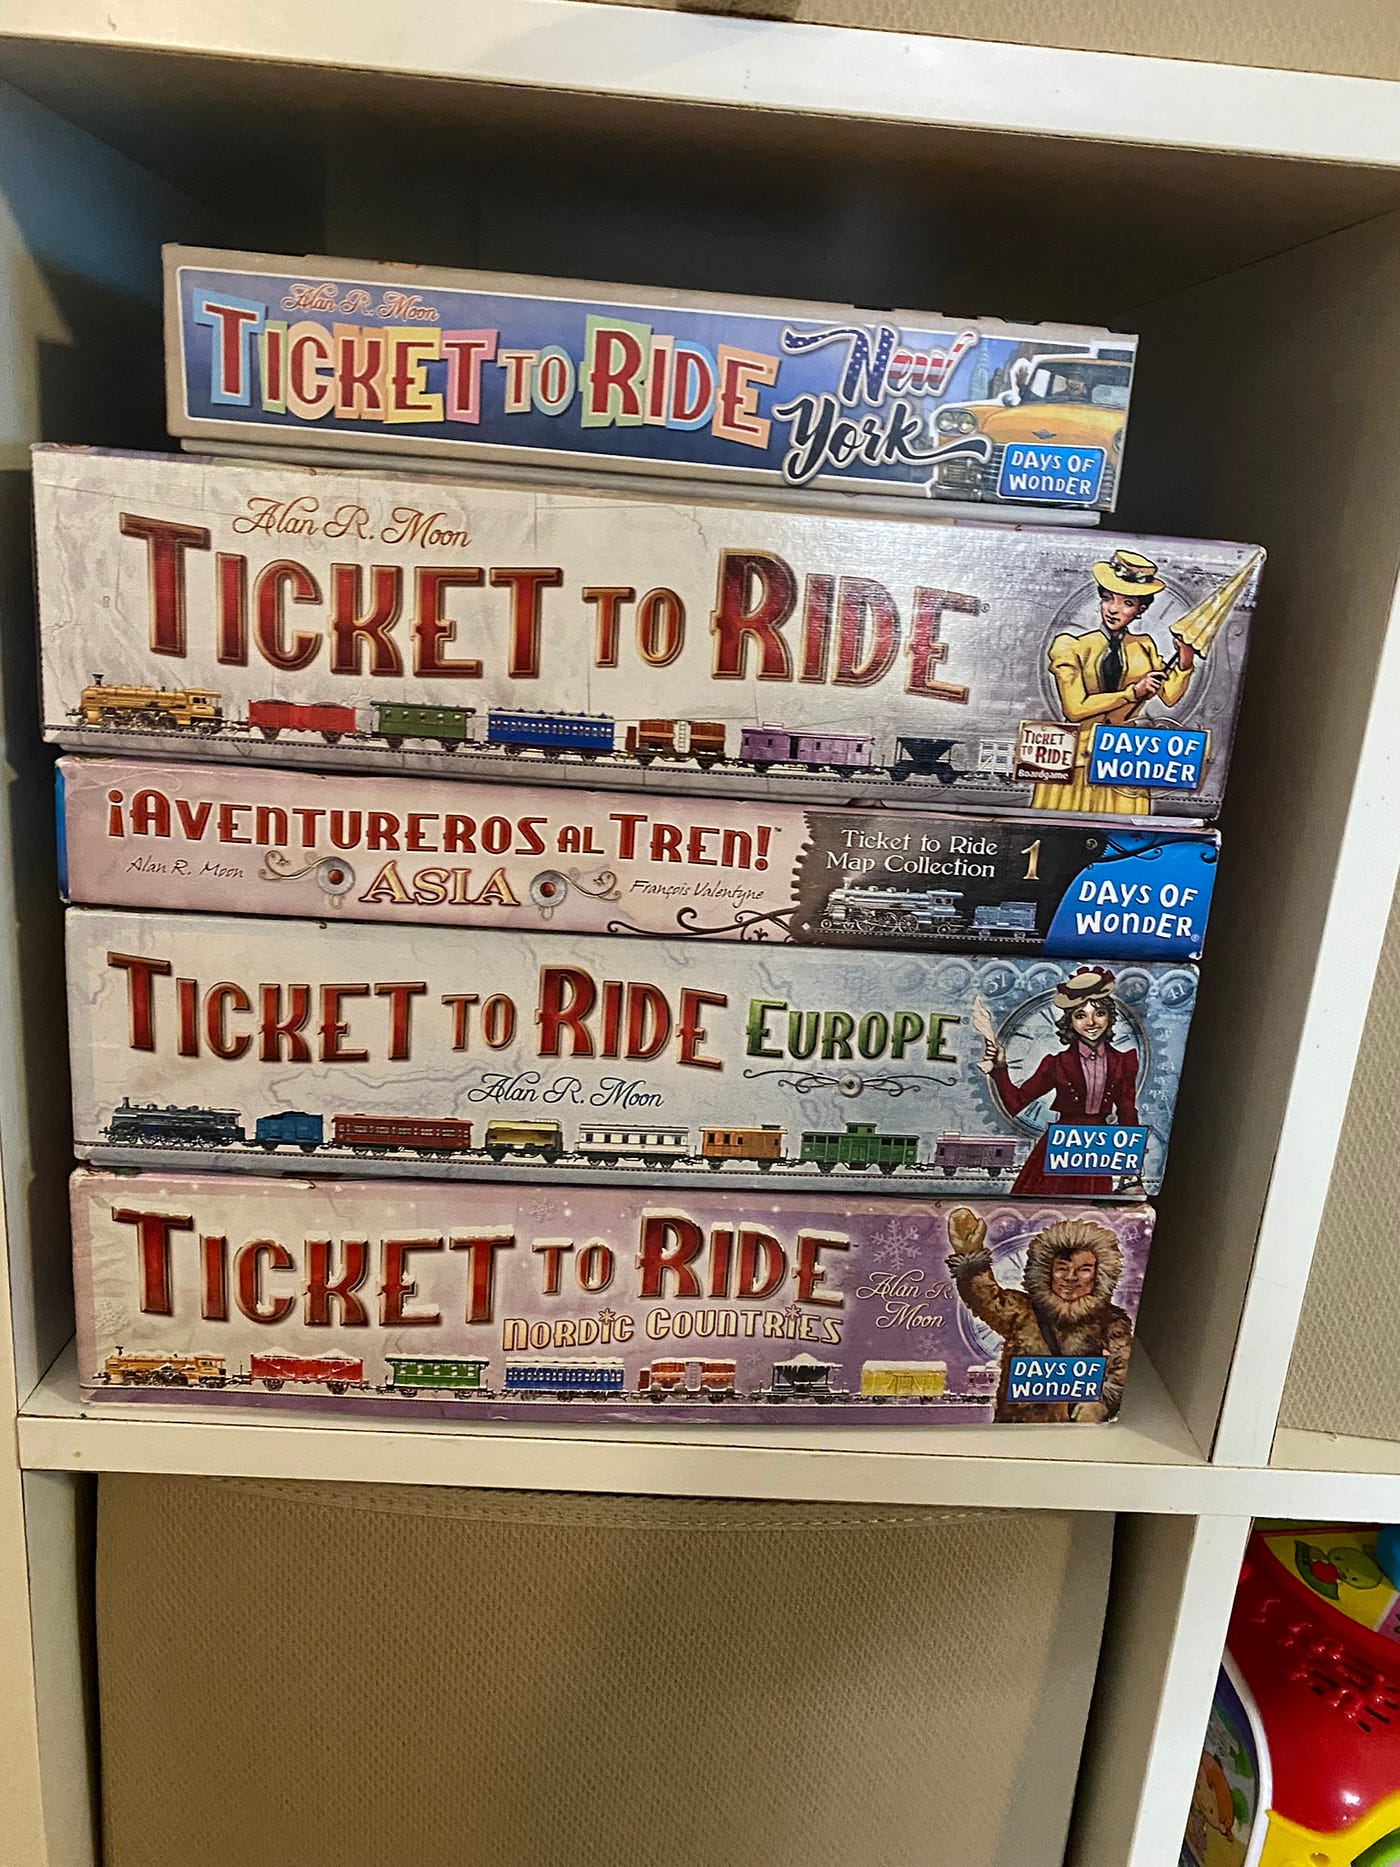 Alan R. Moon
TICKET TO RIDE
New
York
DAYS OF
WONDER
Alan R. Moon
TICKET TO RIDE®
TICKET
TO RIDE
Boardgame
DAYS OF
WONDER
¡AVENTUREROS AL TREN!™
Alan R. Moon
ASIA
François Valentyne
Ticket to Ride
Map Collection 1
DAYS OF
WONDER®
TICKET TO RIDE EUROPE®
Alan R. Moon
DAYS OF
WONDER
TICKET TO RIDE™
NORDIC COUNTRIES
Alan R.
Moon
DAYS OF
WONDER